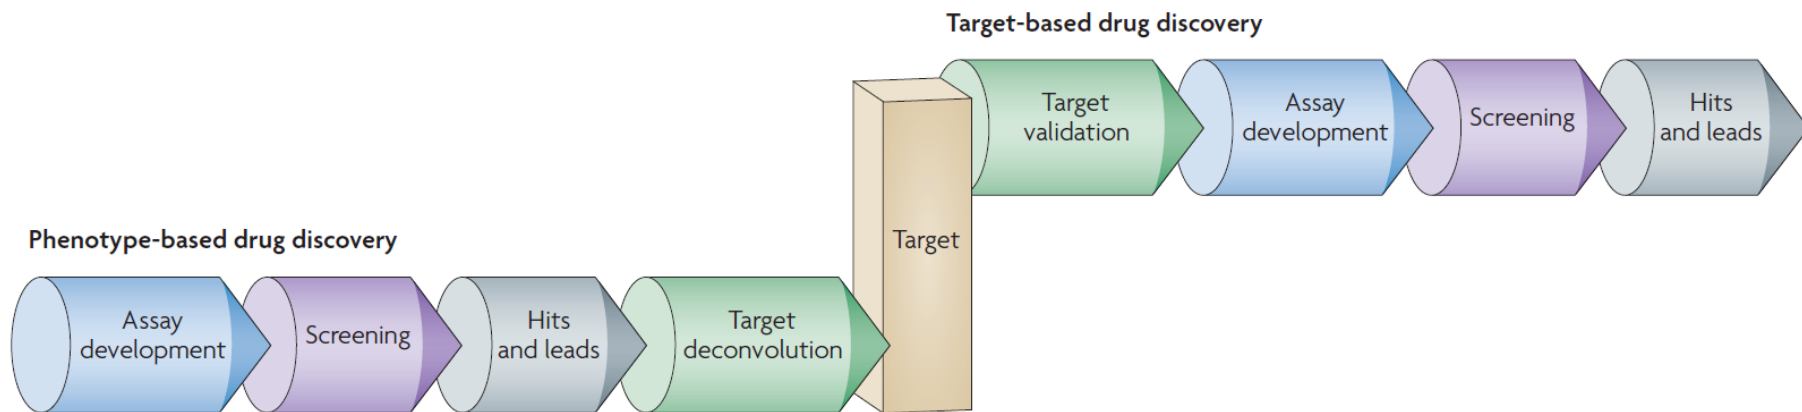 Target-based drug discovery
Target
validation
Assay
development
Screening
Hits
and leads
Phenotype-based drug discovery
Target
Assay
development
Screening
Hits
and leads
Target
deconvolution